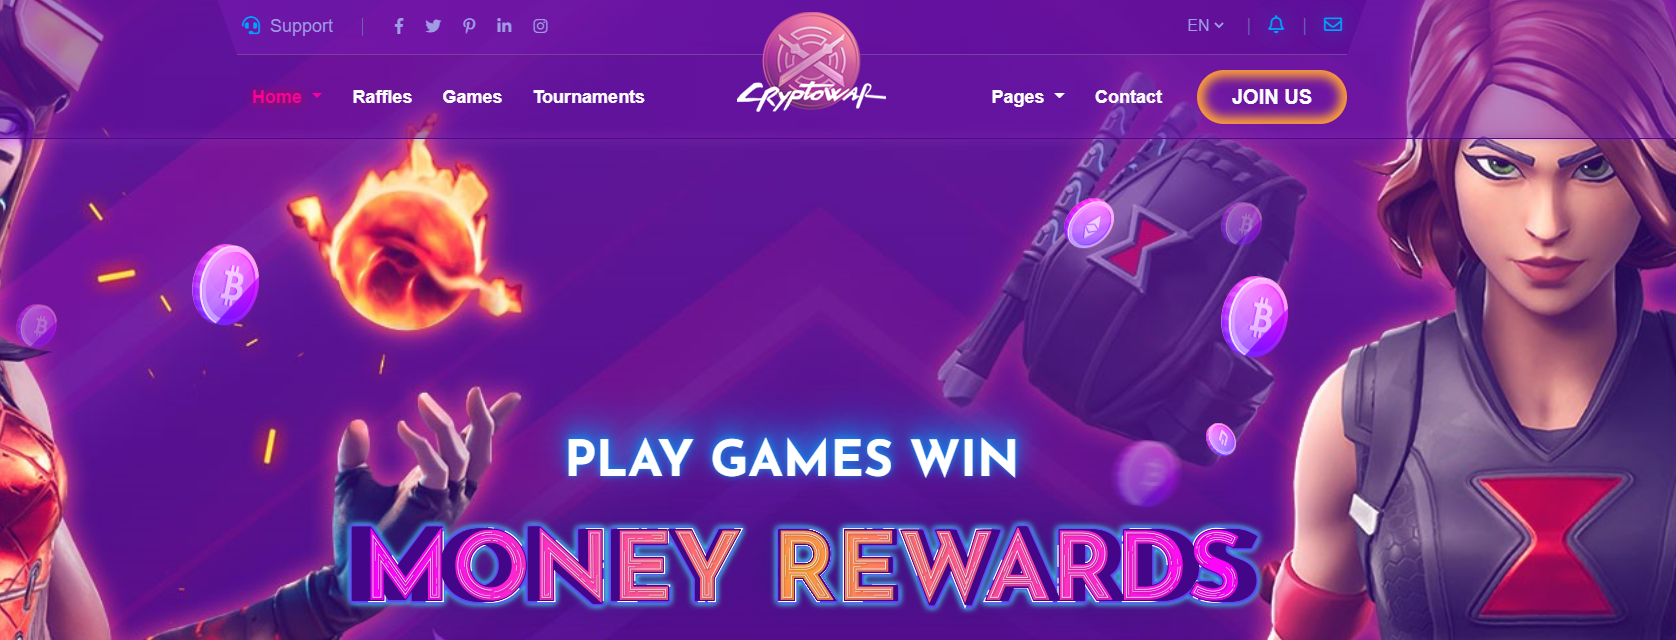 Support
EN
Home
Raffles
Games
Tournaments
CRYPTOWAR
Pages
Contact
JOIN US
PLAY GAMES WIN
MONEY REWARDS